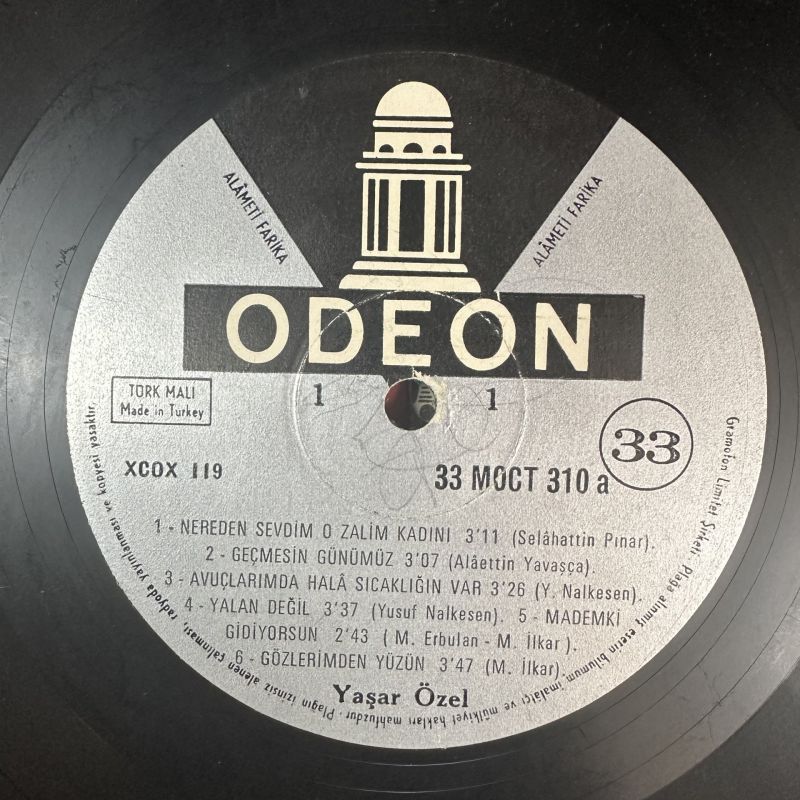 ALÂMETİ FARİKA
ALÂMETİ FARİKA
ODEON
1 1
TÜRK MALI
Made in Turkey
33
XCOX 119
33 MOCT 310 a
1 - NEREDEN SEVDİM O ZALİM KADINI 3'11 (Selâhattin Pınar).
2 - GEÇMESİN GÜNÜMÜZ 3'07 (Alâettin Yavaşça).
3 - AVUÇLARIMDA HALÂ SICAKLIĞIN VAR 3'26 (Y. Nalkesen).
4 - YALAN DEĞİL 3'37 (Yusuf Nalkesen). 5 - MADEMKİ
GİDİYORSUN 2'43 ( M. Erbulan - M. İlkar ).
6 - GÖZLERİMDEN YÜZÜN 3'47 (M. İlkar).
Yaşar Özel
Gramofon Limitet Şirketi. Plağa alınmış eserin bilumum, imalatçı ve mülkiyet hakları mahfuzdur. Plağın izinsiz alenen çalınması, radyoda yayınlanması ve kopyesi yasaktır.